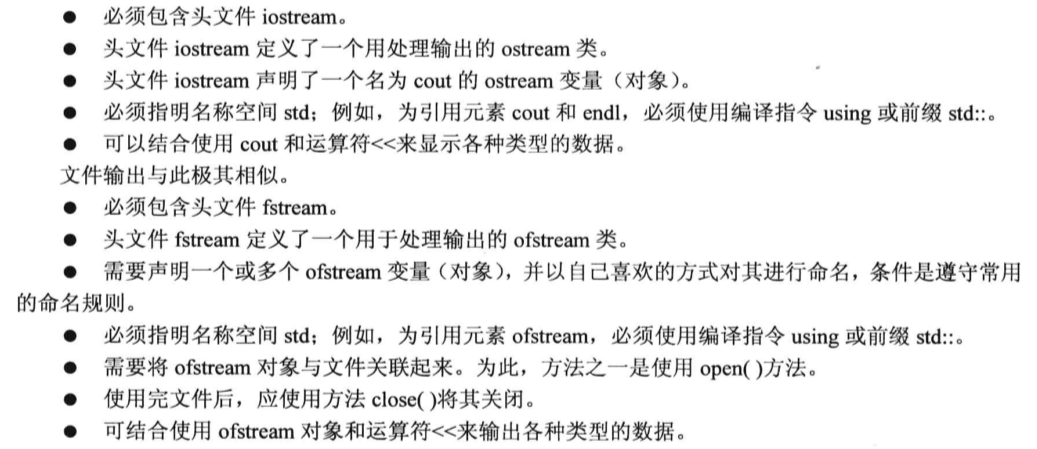 ● 必须包含头文件 iostream。
● 头文件 iostream 定义了一个用处理输出的 ostream 类。
● 头文件 iostream 声明了一个名为 cout 的 ostream 变量（对象）。
● 必须指明名称空间 std；例如，为引用元素 cout 和 endl，必须使用编译指令 using 或前缀 std::。
● 可以结合使用 cout 和运算符<<来显示各种类型的数据。
文件输出与此极其相似。
● 必须包含头文件 fstream。
● 头文件 fstream 定义了一个用于处理输出的 ofstream 类。
● 需要声明一个或多个 ofstream 变量（对象），并以自己喜欢的方式对其进行命名，条件是遵守常用
的命名规则。
● 必须指明名称空间 std；例如，为引用元素 ofstream，必须使用编译指令 using 或前缀 std::。
● 需要将 ofstream 对象与文件关联起来。为此，方法之一是使用 open( )方法。
● 使用完文件后，应使用方法 close( )将其关闭。
● 可结合使用 ofstream 对象和运算符<<来输出各种类型的数据。